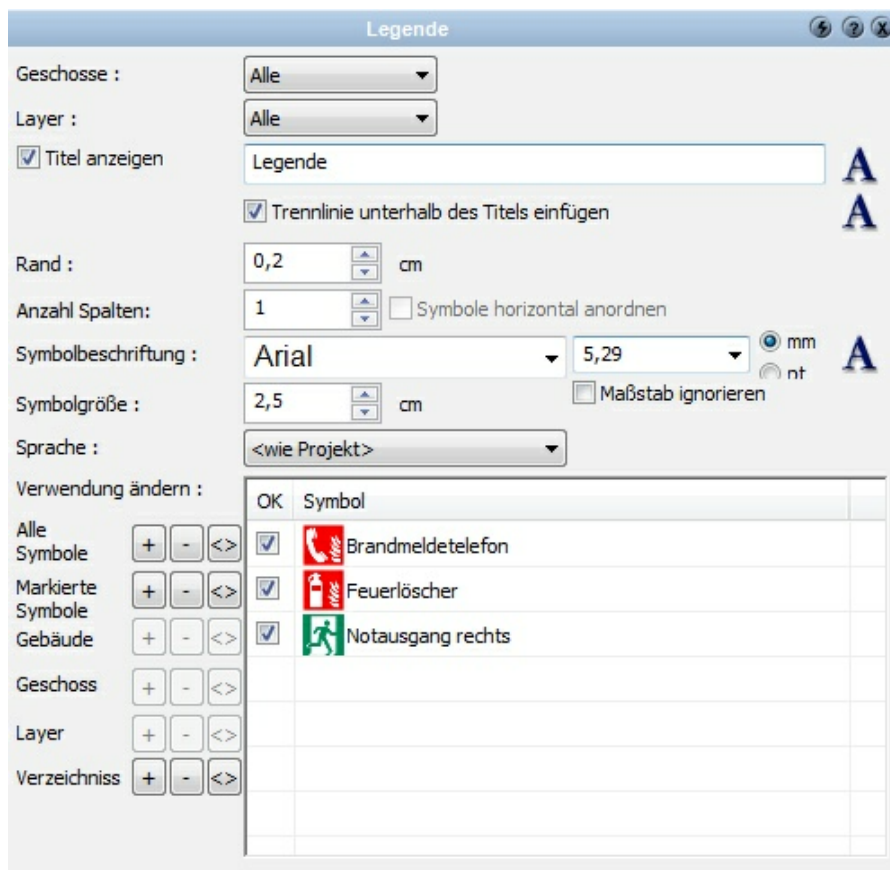 Legende
Geschosse : Alle
Layer : Alle
Titel anzeigen Legende A
Trennlinie unterhalb des Titels einfügen A
Rand : 0,2 cm
Anzahl Spalten: 1 Symbole horizontal anordnen
Symbolbeschriftung : Arial 5,29 mm A
nt
Symbolgröße : 2,5 cm Maßstab ignorieren
Sprache : <wie Projekt>
Verwendung ändern :
OK Symbol
Alle
Symbole + - <> Brandmeldetelefon
Markierte
Symbole + - <> Feuerlöscher
Gebäude + - <> Notausgang rechts
Geschoss + - <>
Layer + - <>
Verzeichniss + - <>